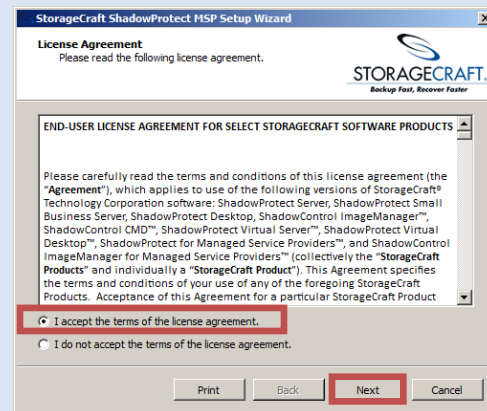 StorageCraft ShadowProtect MSP Setup Wizard
License Agreement
Please read the following license agreement.
STORAGECRAFT.
Backup Fast, Recover Faster
END-USER LICENSE AGREEMENT FOR SELECT STORAGECRAFT SOFTWARE PRODUCTS
Please carefully read the terms and conditions of this license agreement (the
“Agreement”), which applies to use of the following versions of StorageCraft®
Technology Corporation software: ShadowProtect Server, ShadowProtect Small
Business Server, ShadowProtect Desktop, ShadowControl ImageManager™,
ShadowControl CMD™, ShadowProtect Virtual Server™, ShadowProtect Virtual
Desktop™, ShadowProtect for Managed Service Providers™, and ShadowControl
ImageManager for Managed Service Providers™ (collectively the “StorageCraft
Products” and individually a “StorageCraft Product”). This Agreement specifies
the terms and conditions of your use of any of the foregoing StorageCraft
Products. Acceptance of this Agreement for a particular StorageCraft Product
I accept the terms of the license agreement.
I do not accept the terms of the license agreement.
Print Back Next Cancel